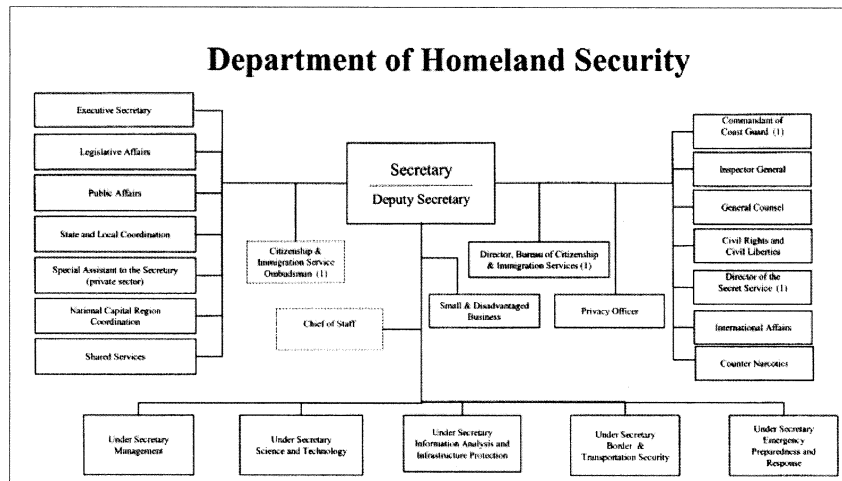 Department of Homeland Security
Executive Secretary
Legislative Affairs
Public Affairs
State and Local Coordination
Special Assistant to the Secretary
(private sector)
National Capital Region
Coordination
Shared Services
Secretary
Deputy Secretary
Citizenship &
Immigration Service
Ombudsman (1)
Director, Bureau of Citizenship
& Immigration Services (1)
Small & Disadvantaged
Business
Privacy Officer
Chief of Staff
Commandant of
Coast Guard (1)
Inspector General
General Counsel
Civil Rights and
Civil Liberties
Director of the
Secret Service (1)
International Affairs
Counter Narcotics
Under Secretary
Management
Under Secretary
Science and Technology
Under Secretary
Information Analysis and
Infrastructure Protection
Under Secretary
Border &
Transportation Security
Under Secretary
Emergency
Preparedness and
Response